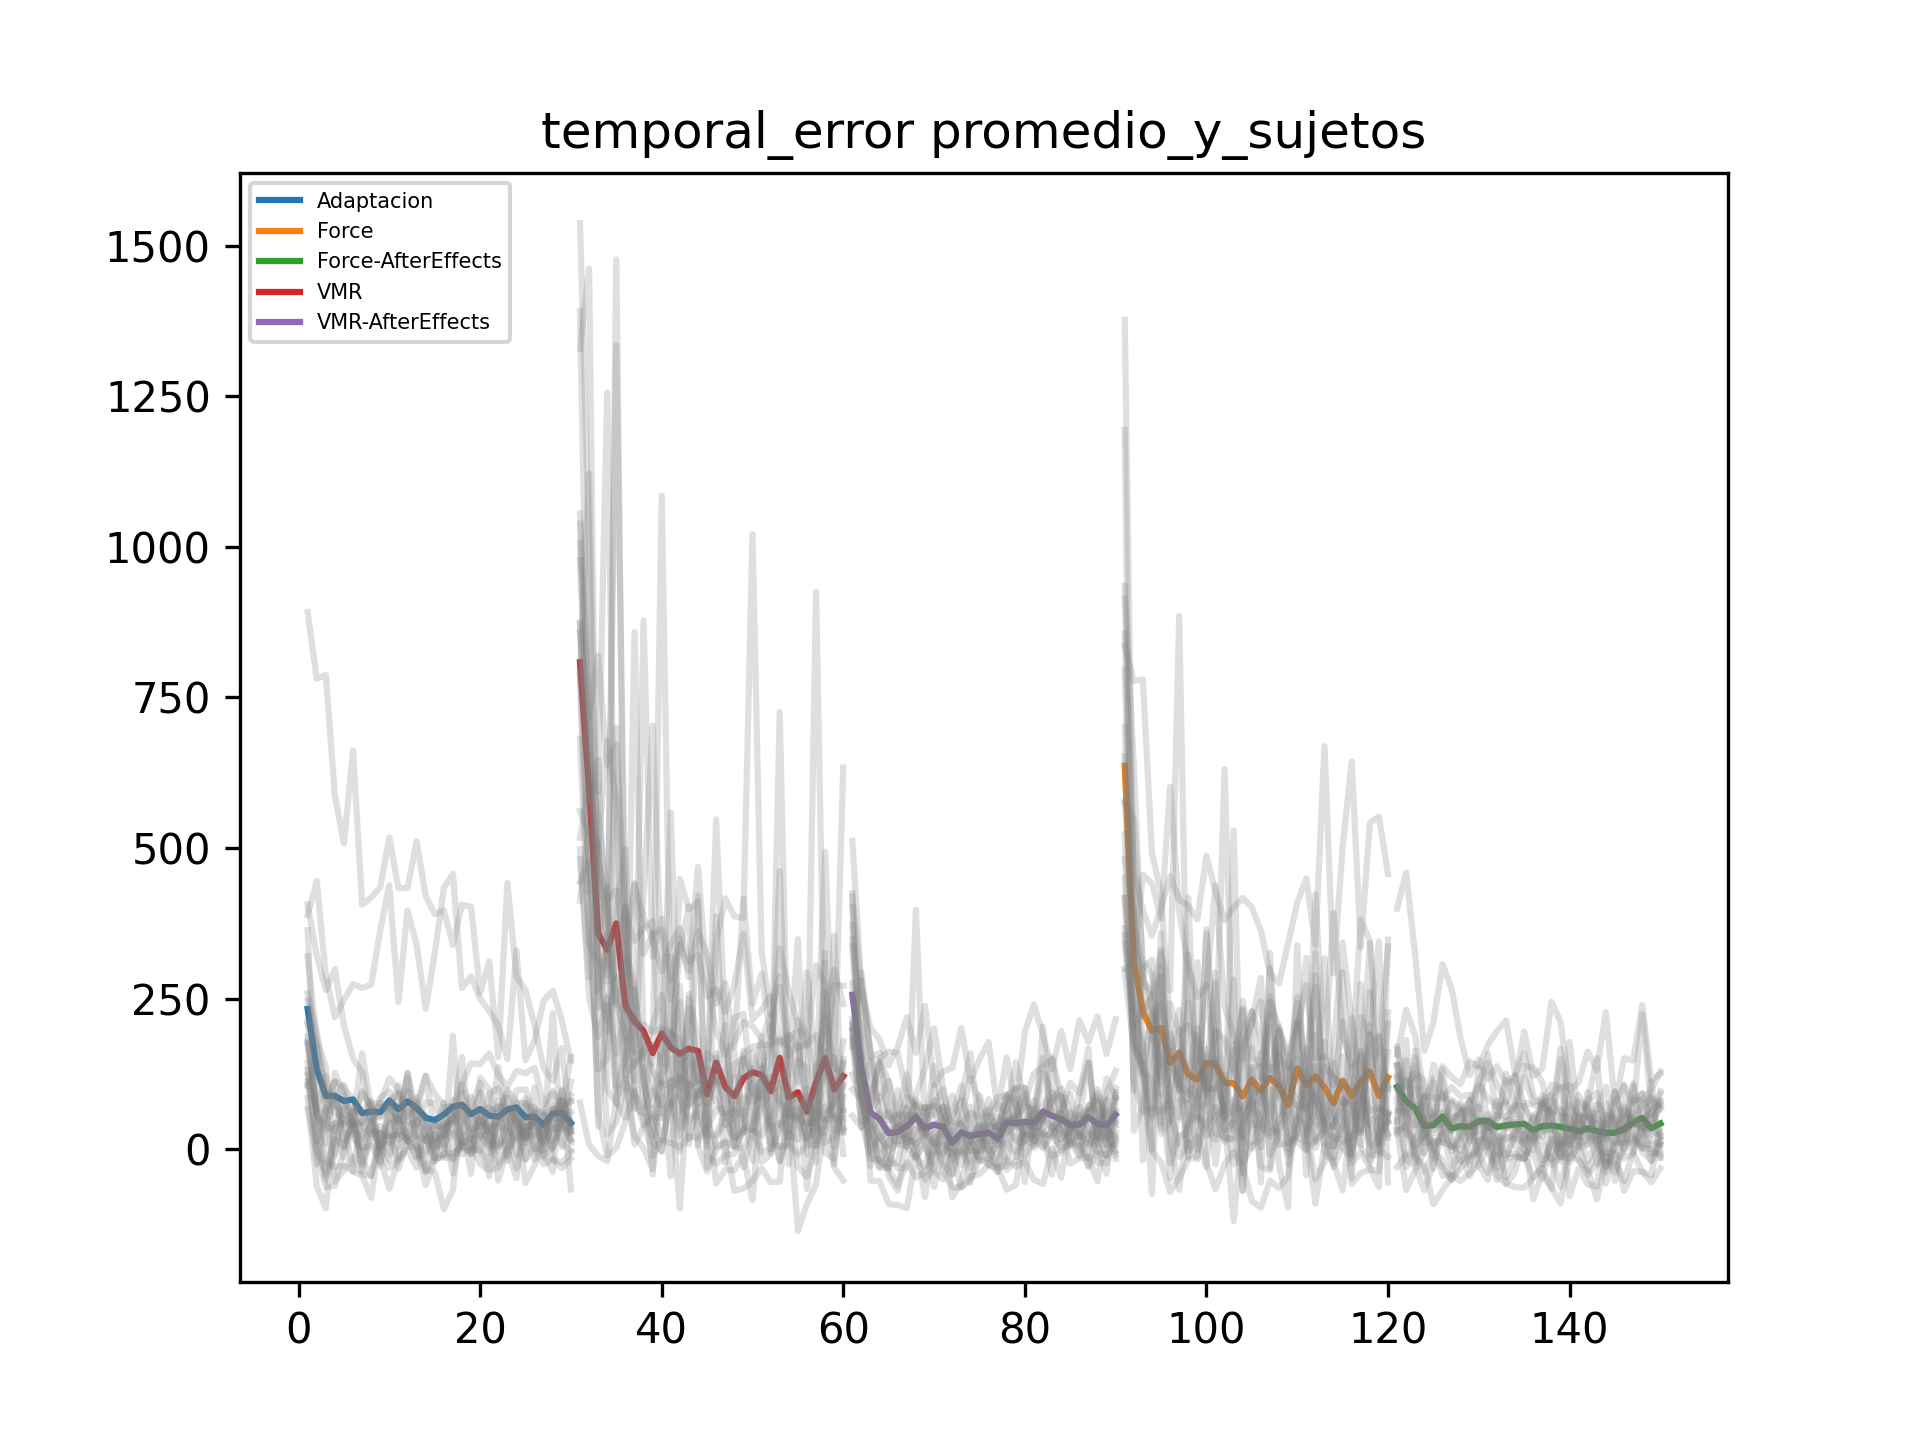 temporal_error promedio_y_sujetos
Adaptacion
Force
Force-AfterEffects
VMR
VMR-AfterEffects
1500
1250
1000
750
500
250
0
0 20 40 60 80 100 120 140